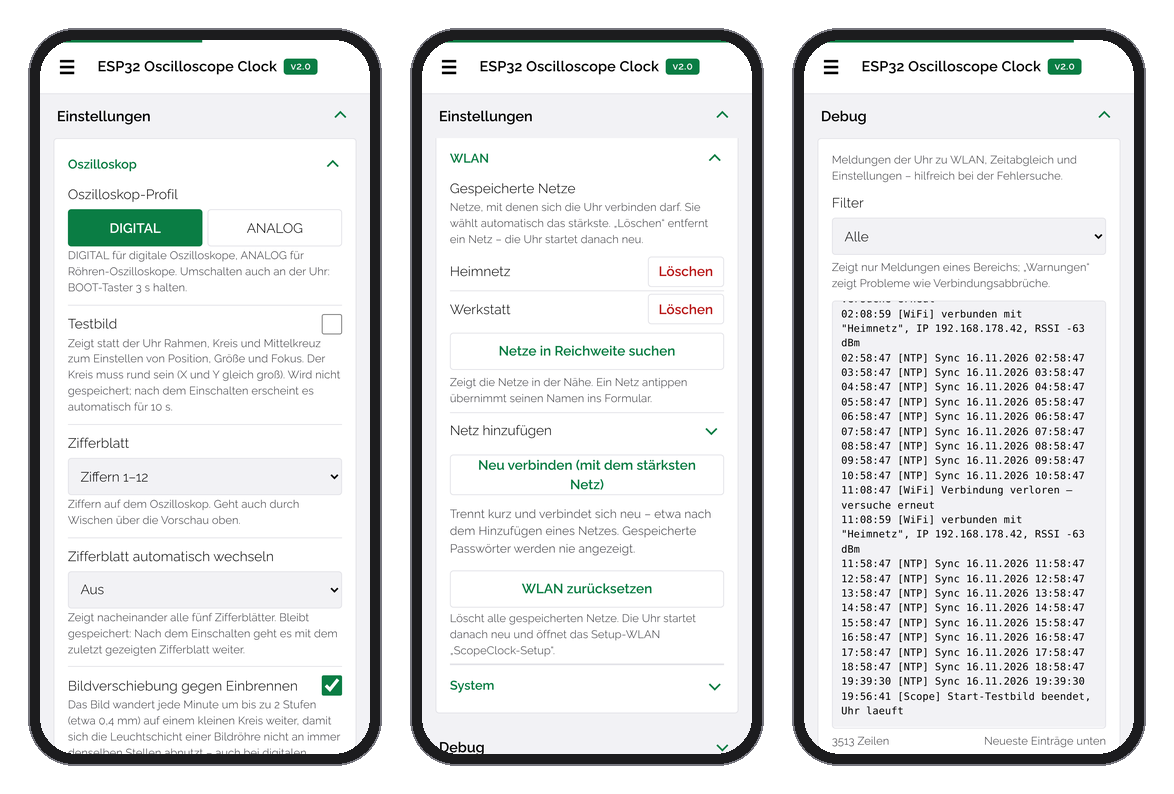 ESP32 Oscilloscope Clock v2.0
Einstellungen
Oszilloskop
Oszilloskop-Profil
DIGITAL
ANALOG
DIGITAL für digitale Oszilloskope, ANALOG für
Röhren-Oszilloskope. Umschalten auch an der Uhr:
BOOT-Taster 3 s halten.
Testbild
Zeigt statt der Uhr Rahmen, Kreis und Mittelkreuz
zum Einstellen von Position, Größe und Fokus. Der
Kreis muss rund sein (X und Y gleich groß). Wird nicht
gespeichert; nach dem Einschalten erscheint es
automatisch für 10 s.
Zifferblatt
Ziffern 1–12
Ziffern auf dem Oszilloskop. Geht auch durch
Wischen über die Vorschau oben.
Zifferblatt automatisch wechseln
Aus
Zeigt nacheinander alle fünf Zifferblätter. Bleibt
gespeichert: Nach dem Einschalten geht es mit dem
zuletzt gezeigten Zifferblatt weiter.
Bildverschiebung gegen Einbrennen
Das Bild wandert jede Minute um bis zu 2 Stufen
(etwa 0,4 mm) auf einem kleinen Kreis weiter, damit
sich die Leuchtschicht einer Bildröhre nicht an immer
denselben Stellen abnutzt – auch bei digitalen
ESP32 Oscilloscope Clock v2.0
Einstellungen
WLAN
Gespeicherte Netze
Netze, mit denen sich die Uhr verbinden darf. Sie
wählt automatisch das stärkste. „Löschen“ entfernt
ein Netz – die Uhr startet danach neu.
Heimnetz
Löschen
Werkstatt
Löschen
Netze in Reichweite suchen
Zeigt die Netze in der Nähe. Ein Netz antippen
übernimmt seinen Namen ins Formular.
Netz hinzufügen
Neu verbinden (mit dem stärksten
Netz)
Trennt kurz und verbindet sich neu – etwa nach
dem Hinzufügen eines Netzes. Gespeicherte
Passwörter werden nie angezeigt.
WLAN zurücksetzen
Löscht alle gespeicherten Netze. Die Uhr startet
danach neu und öffnet das Setup-WLAN
„ScopeClock-Setup“.
System
Debug
ESP32 Oscilloscope Clock v2.0
Debug
Meldungen der Uhr zu WLAN, Zeitabgleich und
Einstellungen – hilfreich bei der Fehlersuche.
Filter
Alle
Zeigt nur Meldungen eines Bereichs; „Warnungen“
zeigt Probleme wie Verbindungsabbrüche.
versuche erneut
02:08:59 [WiFi] verbunden mit
"Heimnetz", IP 192.168.178.42, RSSI -63
dBm
02:58:47 [NTP] Sync 16.11.2026 02:58:47
03:58:47 [NTP] Sync 16.11.2026 03:58:47
04:58:47 [NTP] Sync 16.11.2026 04:58:47
05:58:47 [NTP] Sync 16.11.2026 05:58:47
06:58:47 [NTP] Sync 16.11.2026 06:58:47
07:58:47 [NTP] Sync 16.11.2026 07:58:47
08:58:47 [NTP] Sync 16.11.2026 08:58:47
09:58:47 [NTP] Sync 16.11.2026 09:58:47
10:58:47 [NTP] Sync 16.11.2026 10:58:47
11:08:47 [WiFi] Verbindung verloren –
versuche erneut
11:08:59 [WiFi] verbunden mit
"Heimnetz", IP 192.168.178.42, RSSI -63
dBm
11:58:47 [NTP] Sync 16.11.2026 11:58:47
12:58:47 [NTP] Sync 16.11.2026 12:58:47
13:58:47 [NTP] Sync 16.11.2026 13:58:47
14:58:47 [NTP] Sync 16.11.2026 14:58:47
15:58:47 [NTP] Sync 16.11.2026 15:58:47
16:58:47 [NTP] Sync 16.11.2026 16:58:47
17:58:47 [NTP] Sync 16.11.2026 17:58:47
18:58:47 [NTP] Sync 16.11.2026 18:58:47
19:39:30 [NTP] Sync 16.11.2026 19:39:30
19:56:41 [Scope] Start-Testbild beendet,
Uhr laeuft
3513 Zeilen
Neueste Einträge unten